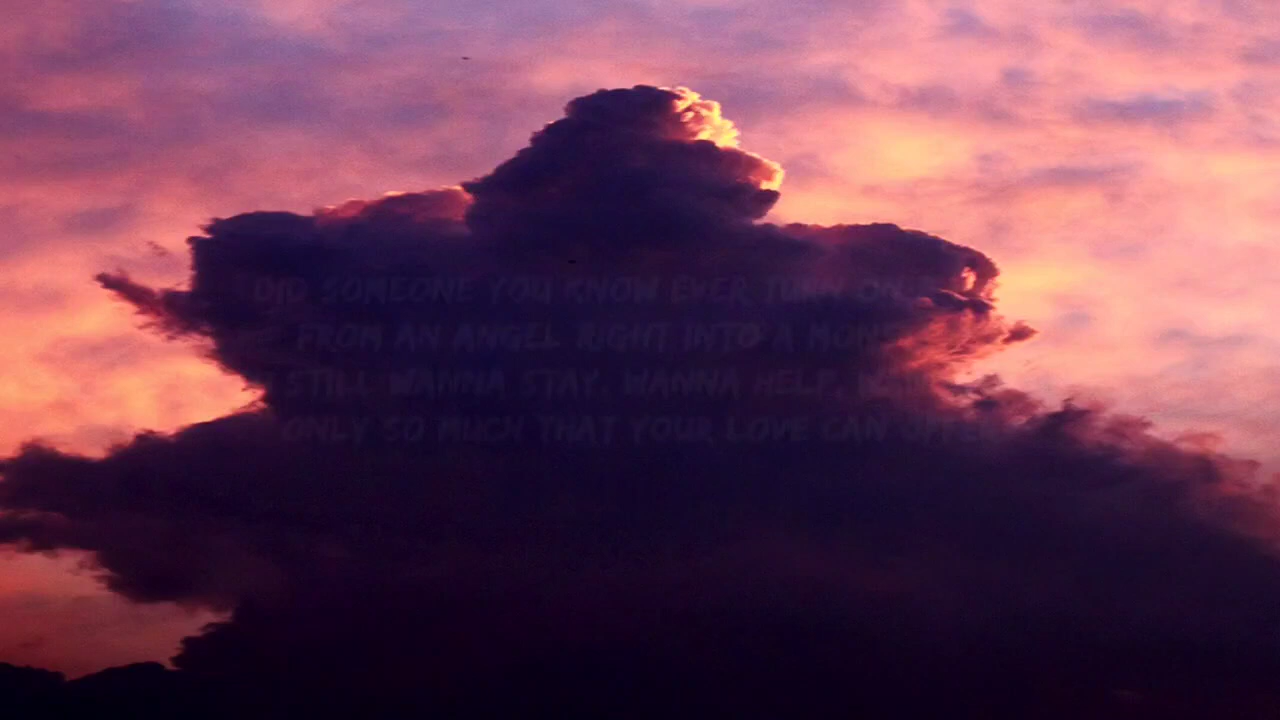 DID SOMEONE YOU KNOW EVER TURN ON
FROM AN ANGEL RIGHT INTO A
STILL WANNA STAY, WANNA HELP,
ONLY SO MUCH THAT YOUR LOVE CAN OFFER